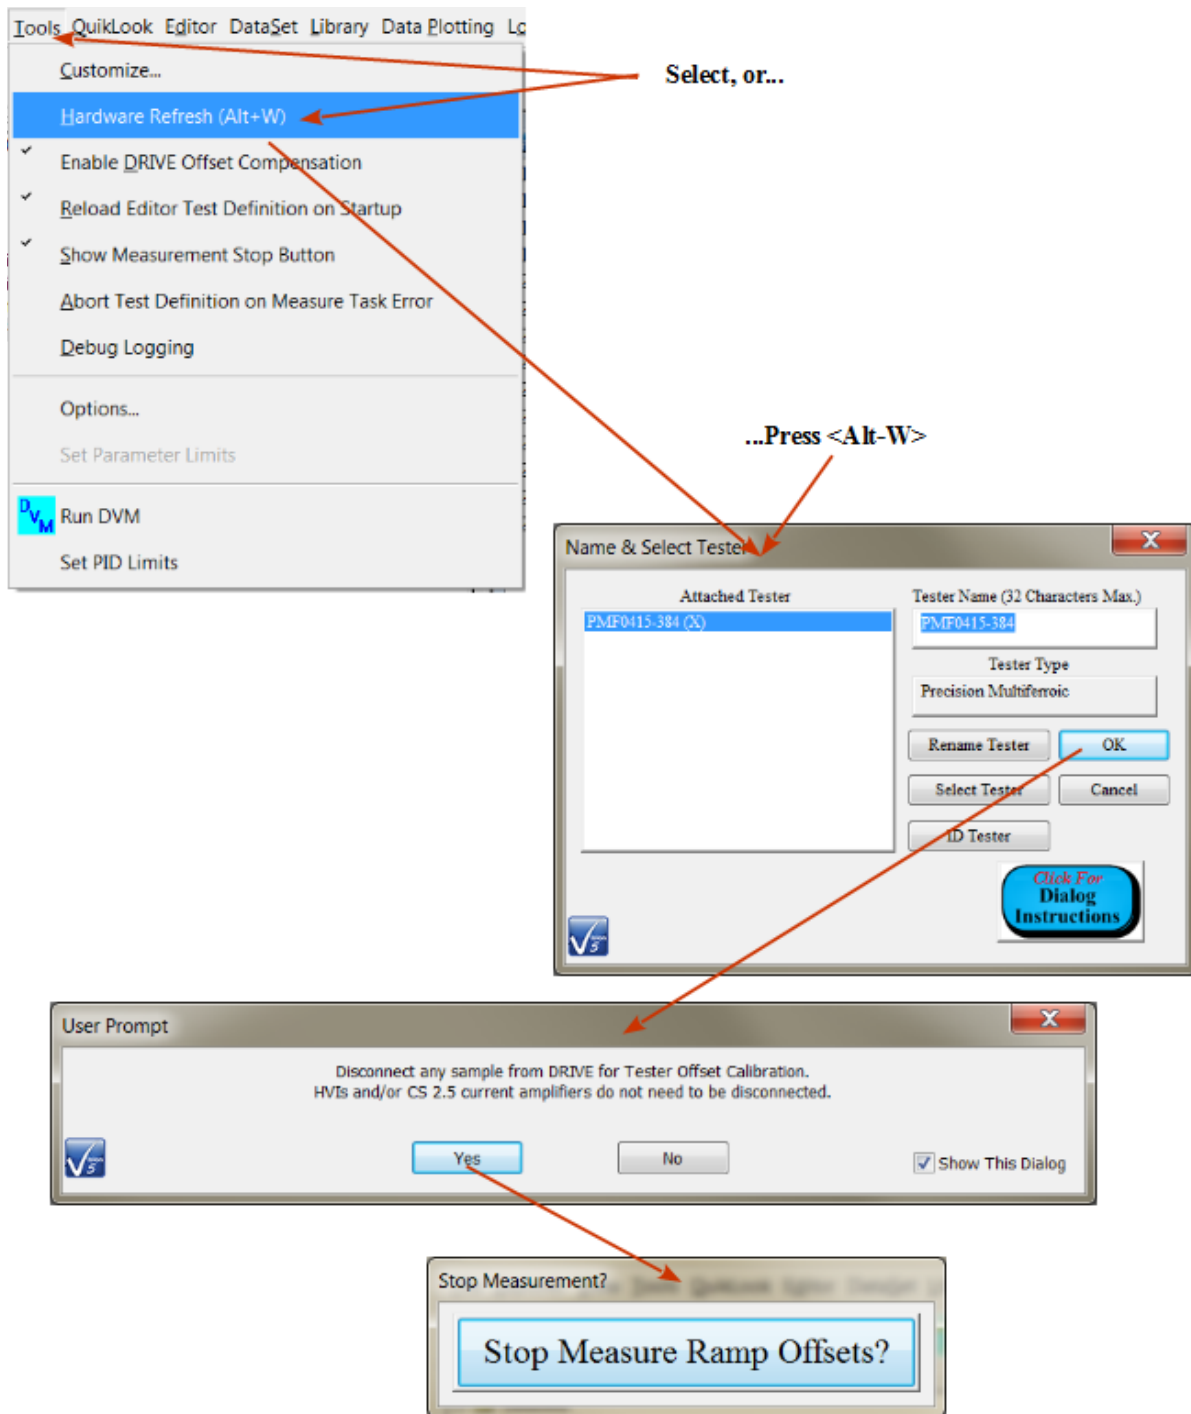 Tools QuikLook Editor DataSet Library Data Plotting
Customize...
Select, or...
Hardware Refresh (Alt+W)
Enable DRIVE Offset Compensation
Reload Editor Test Definition on Startup
Show Measurement Stop Button
Abort Test Definition on Measure Task Error
Debug Logging
Options...
...Press <Alt-W>
Set Parameter Limits
DVM Run DVM
Set PID Limits
Name & Select Tester
Attached Tester
Tester Name (32 Characters Max.)
PMF0415-384 (X)
PMF0415-384
Tester Type
Precision Multiferroic
Rename Tester
OK
Select Tester
Cancel
ID Tester
Click For
Dialog
Instructions
5
User Prompt
Disconnect any sample from DRIVE for Tester Offset Calibration.
HVIs and/or CS 2.5 current amplifiers do not need to be disconnected.
5
Yes
No
Show This Dialog
Stop Measurement?
Stop Measure Ramp Offsets?